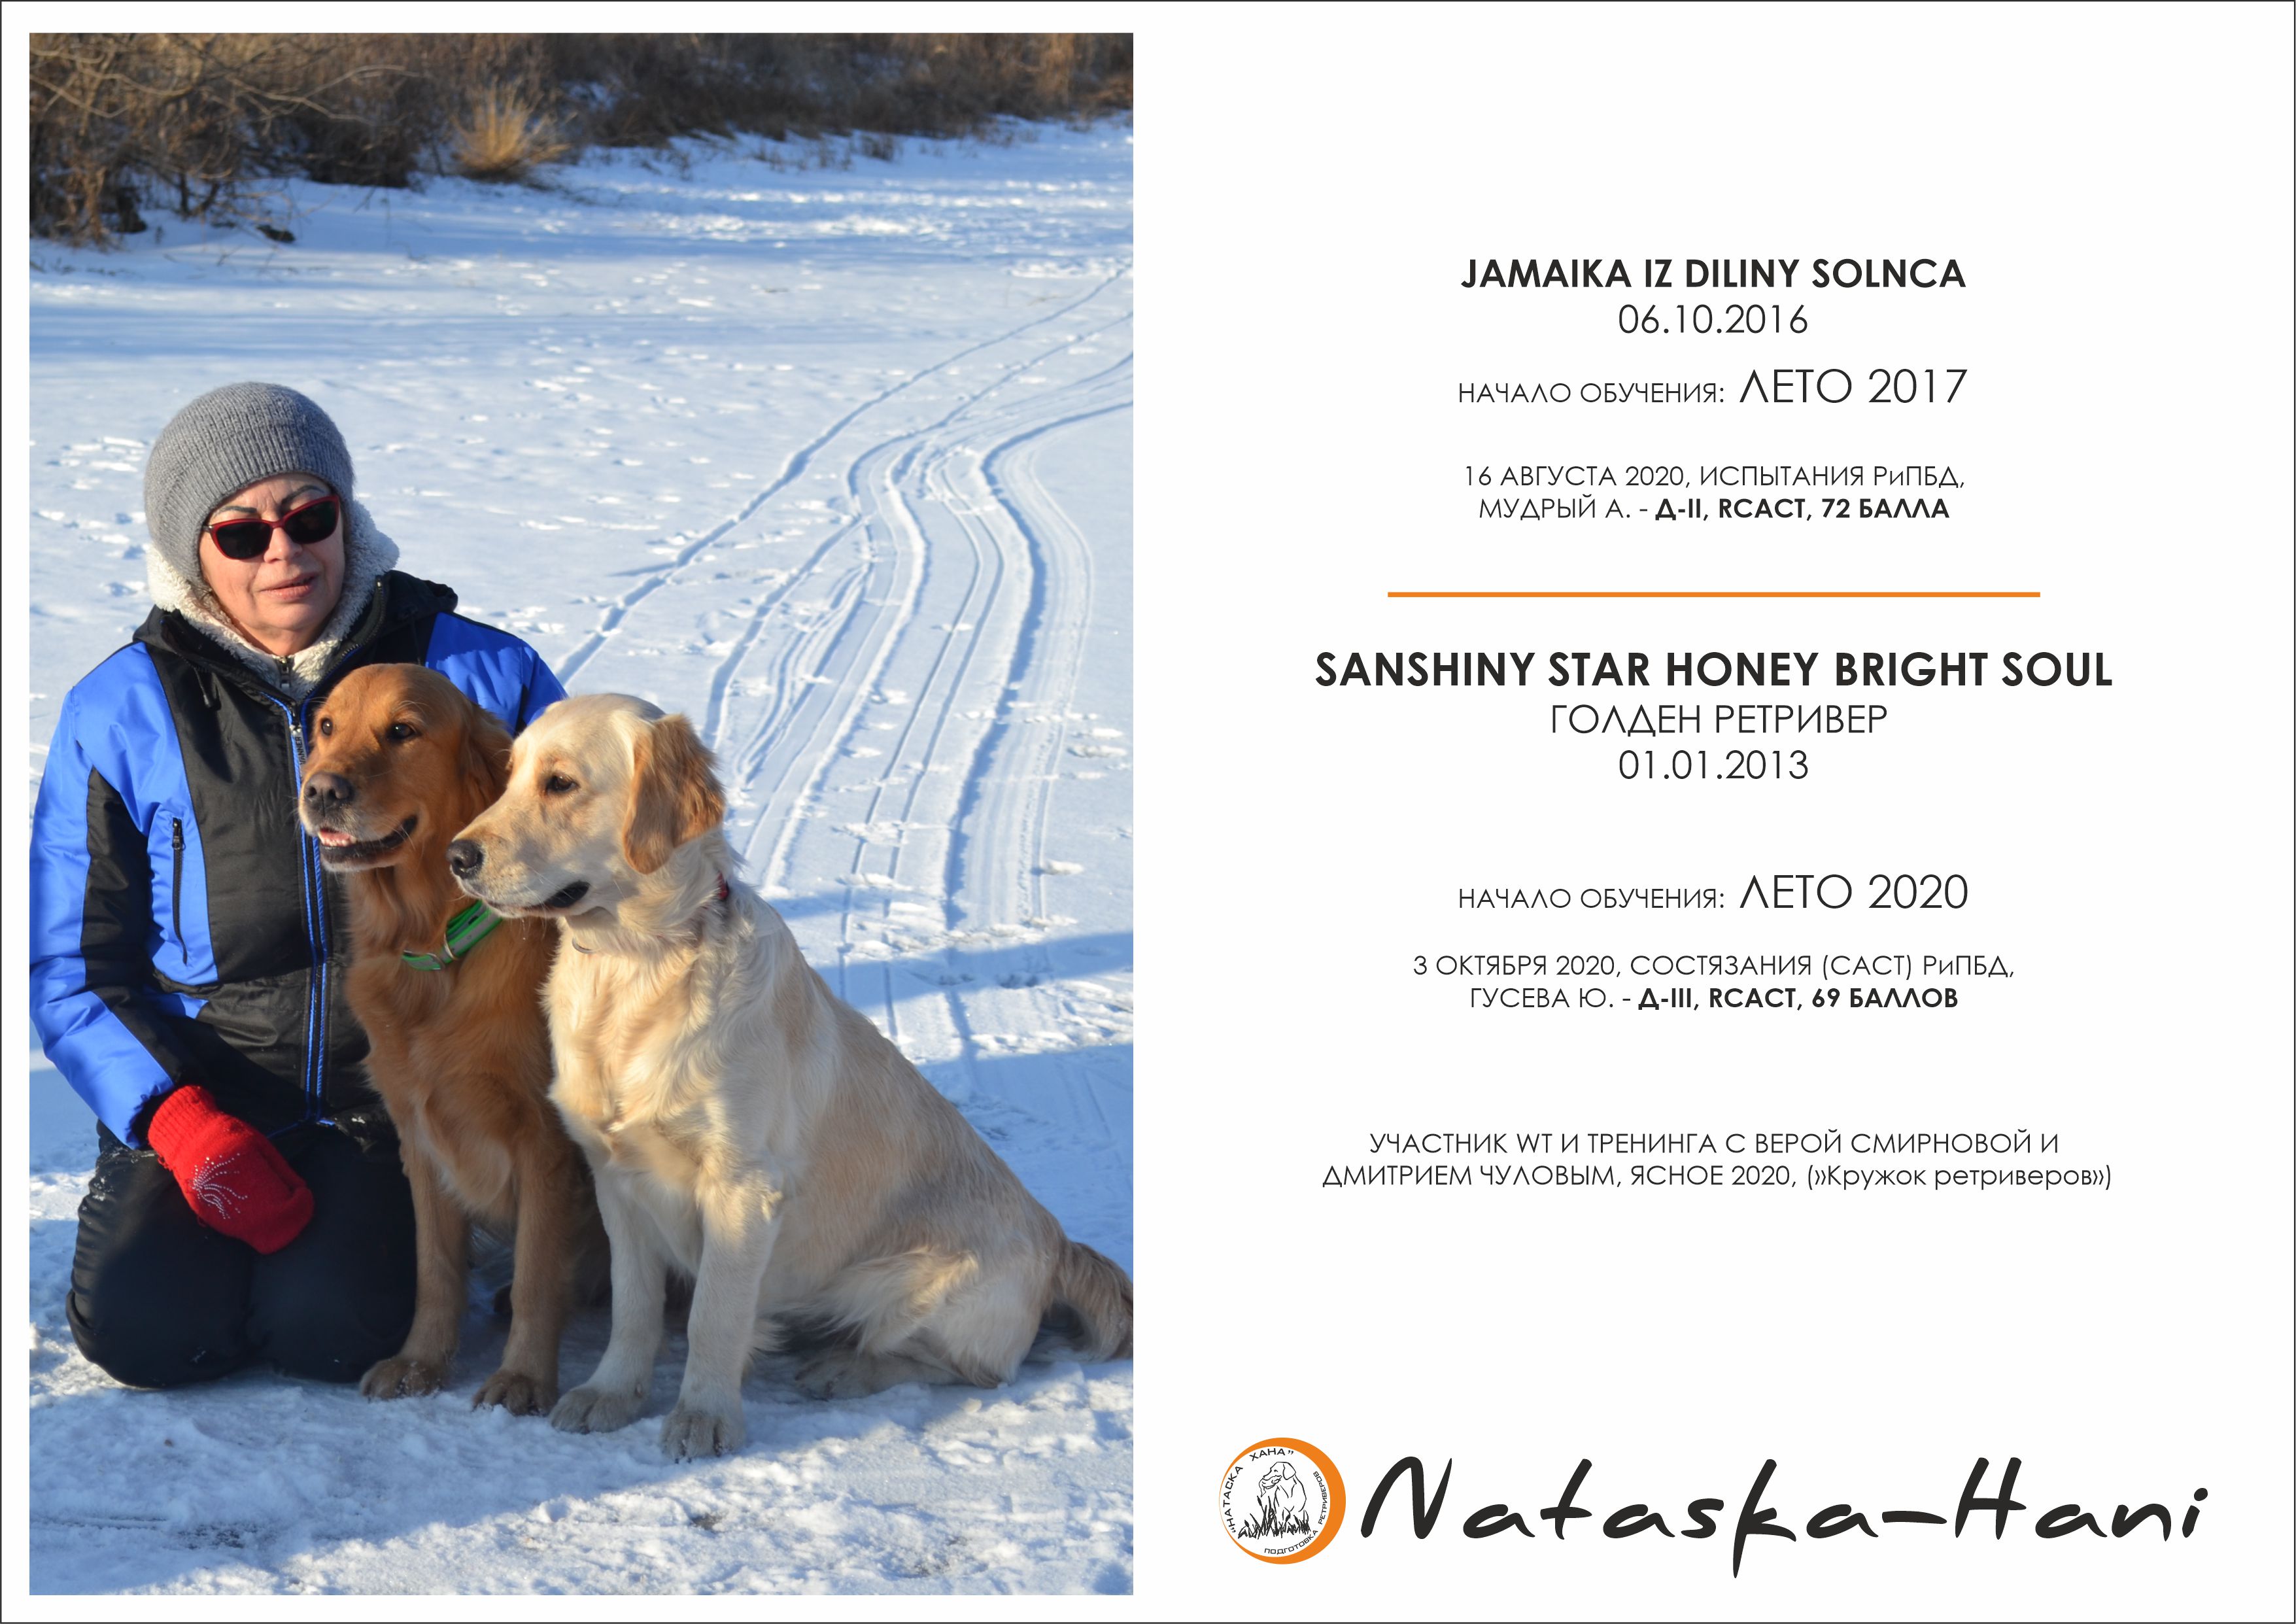 JAMAIKA IZ DILINY SOLNCA
06.10.2016
НАЧАЛО ОБУЧЕНИЯ: ЛЕТО 2017
16 АВГУСТА 2020, ИСПЫТАНИЯ РиПБД,
МУДРЫЙ А. - Д-II, RCACT, 72 БАЛЛА
SANSHINY STAR HONEY BRIGHT SOUL
ГОЛДЕН РЕТРИВЕР
01.01.2013
НАЧАЛО ОБУЧЕНИЯ: ЛЕТО 2020
3 ОКТЯБРЯ 2020, СОСТЯЗАНИЯ (САСТ) РиПБД,
ГУСЕВА Ю. - Д-III, RCACT, 69 БАЛЛОВ
УЧАСТНИК WT И ТРЕНИНГА С ВЕРОЙ СМИРНОВОЙ И
ДМИТРИЕМ ЧУЛОВЫМ, ЯСНОЕ 2020, (»Кружок ретриверов»)
"НАТАСКА ХАНА"
ПОДГОТОВКА РЕТРИВЕРОВ
Nataska-Hani